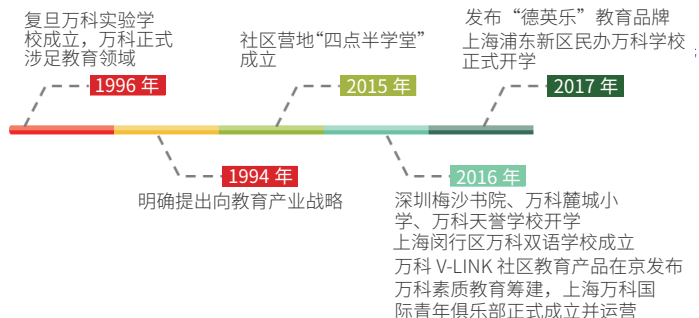 复旦万科实验学
校成立，万科正式
涉足教育领域
1996 年
社区营地“四点半学堂”
成立
2015 年
发布“德英乐”教育品牌
上海浦东新区民办万科学校
正式开学
2017 年
1994 年
明确提出向教育产业战略
2016 年
深圳梅沙书院、万科麓城小
学、万科天誉学校开学
上海闵行区万科双语学校成立
万科 V-LINK 社区教育产品在京发布
万科素质教育筹建，上海万科国
际青年俱乐部正式成立并运营